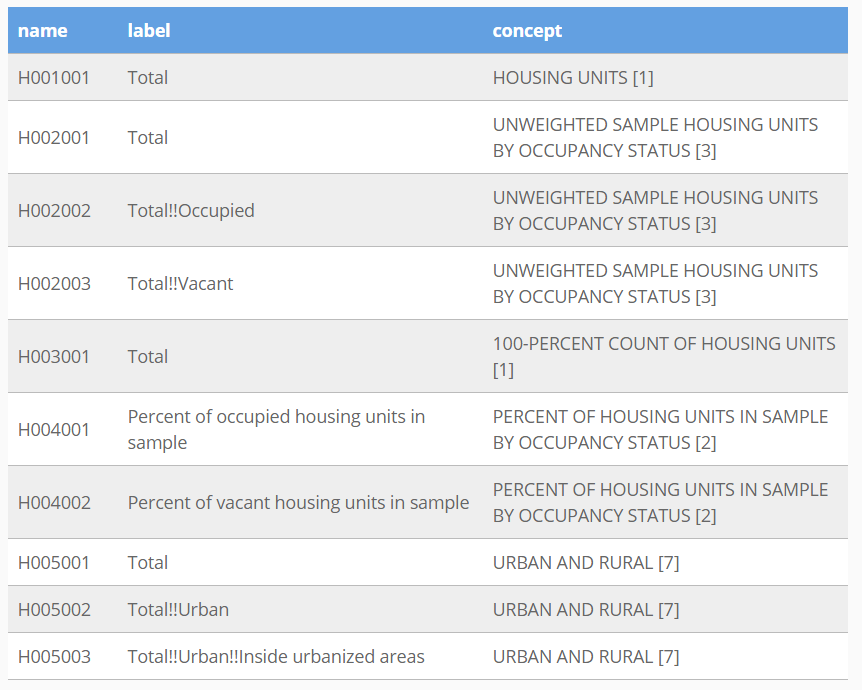 name label concept
H001001 Total HOUSING UNITS [1]
H002001 Total UNWEIGHTED SAMPLE HOUSING UNITS
BY OCCUPANCY STATUS [3]
H002002 Total!!Occupied UNWEIGHTED SAMPLE HOUSING UNITS
BY OCCUPANCY STATUS [3]
H002003 Total!!Vacant UNWEIGHTED SAMPLE HOUSING UNITS
BY OCCUPANCY STATUS [3]
H003001 Total 100-PERCENT COUNT OF HOUSING UNITS
[1]
H004001 Percent of occupied housing units in PERCENT OF HOUSING UNITS IN SAMPLE
sample BY OCCUPANCY STATUS [2]
H004002 Percent of vacant housing units in sample PERCENT OF HOUSING UNITS IN SAMPLE
BY OCCUPANCY STATUS [2]
H005001 Total URBAN AND RURAL [7]
H005002 Total!!Urban URBAN AND RURAL [7]
H005003 Total!!Urban!!Inside urbanized areas URBAN AND RURAL [7]